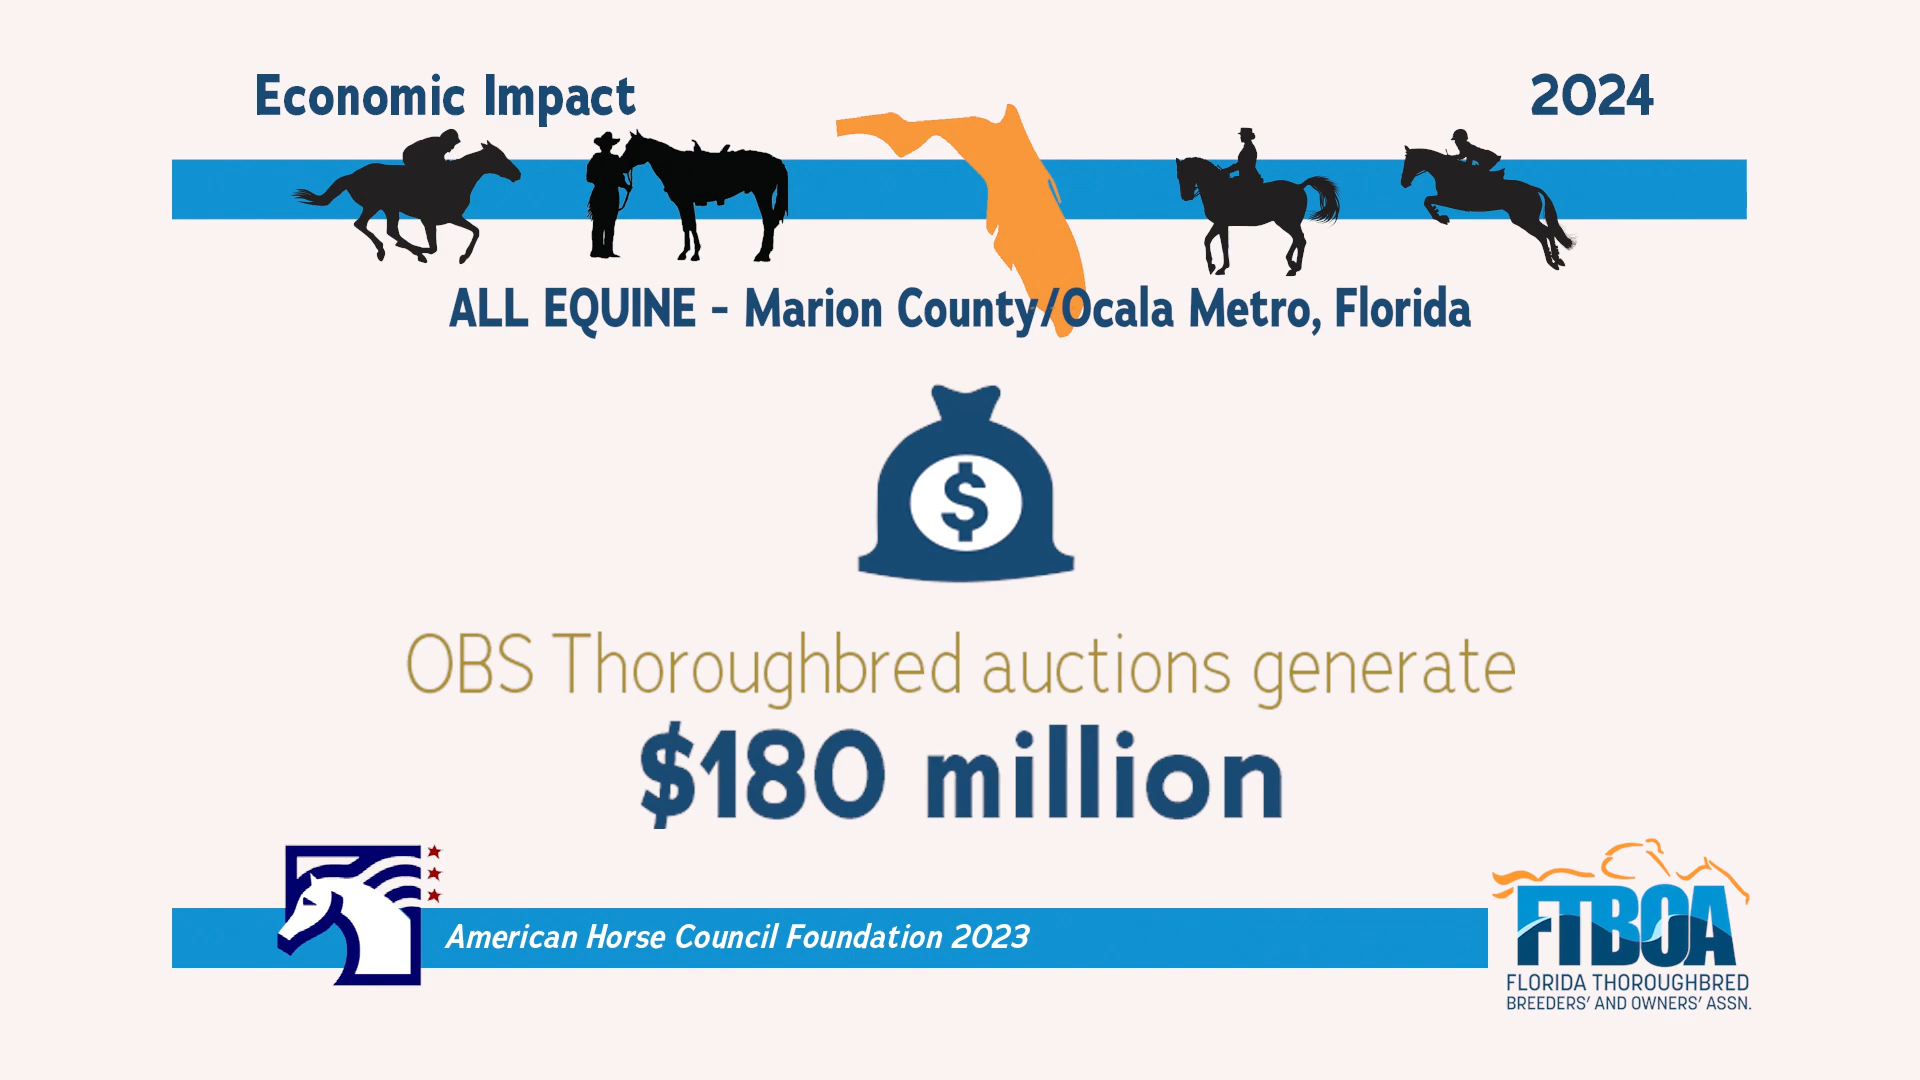 Economic Impact
2024
ALL EQUINE - Marion County/Ocala Metro, Florida
$
OBS Thoroughbred auctions generate
$180 million
American Horse Council Foundation 2023
FTBOA
FLORIDA THOROUGHBRED
BREEDERS' AND OWNERS' ASSN.